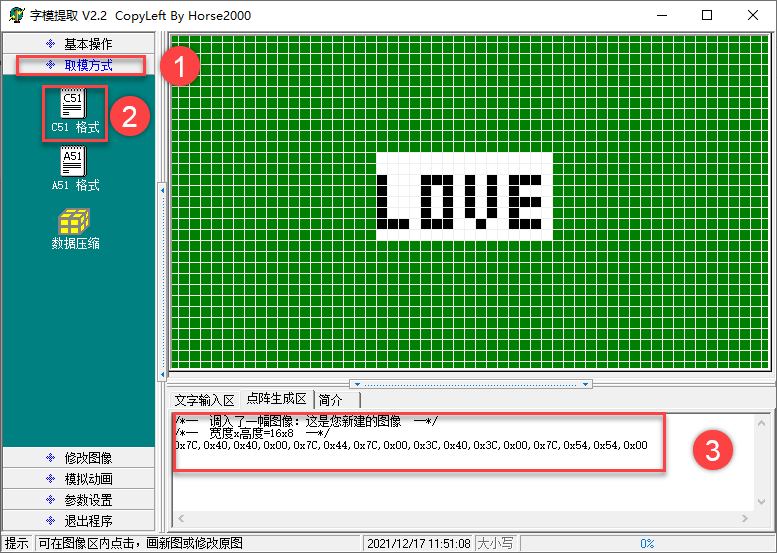 字模提取 V2.2 CopyLeft By Horse2000
基本操作
取模方式
1
C51
C51 格式
2
A51
A51 格式
数据压缩
LOVE
修改图像
模拟动画
参数设置
退出程序
文字输入区 点阵生成区 简介
/*— 调入了一幅图像：这是您新建的图像 —*/
/*— 宽度x高度=16x8 —*/
0x7C,0x40,0x40,0x00,0x7C,0x44,0x7C,0x00,0x3C,0x40,0x3C,0x00,0x7C,0x54,0x54,0x00
3
提示 可在图像区内点击，画新图或修改原图 2021/12/17 11:51:08 大小写 0%